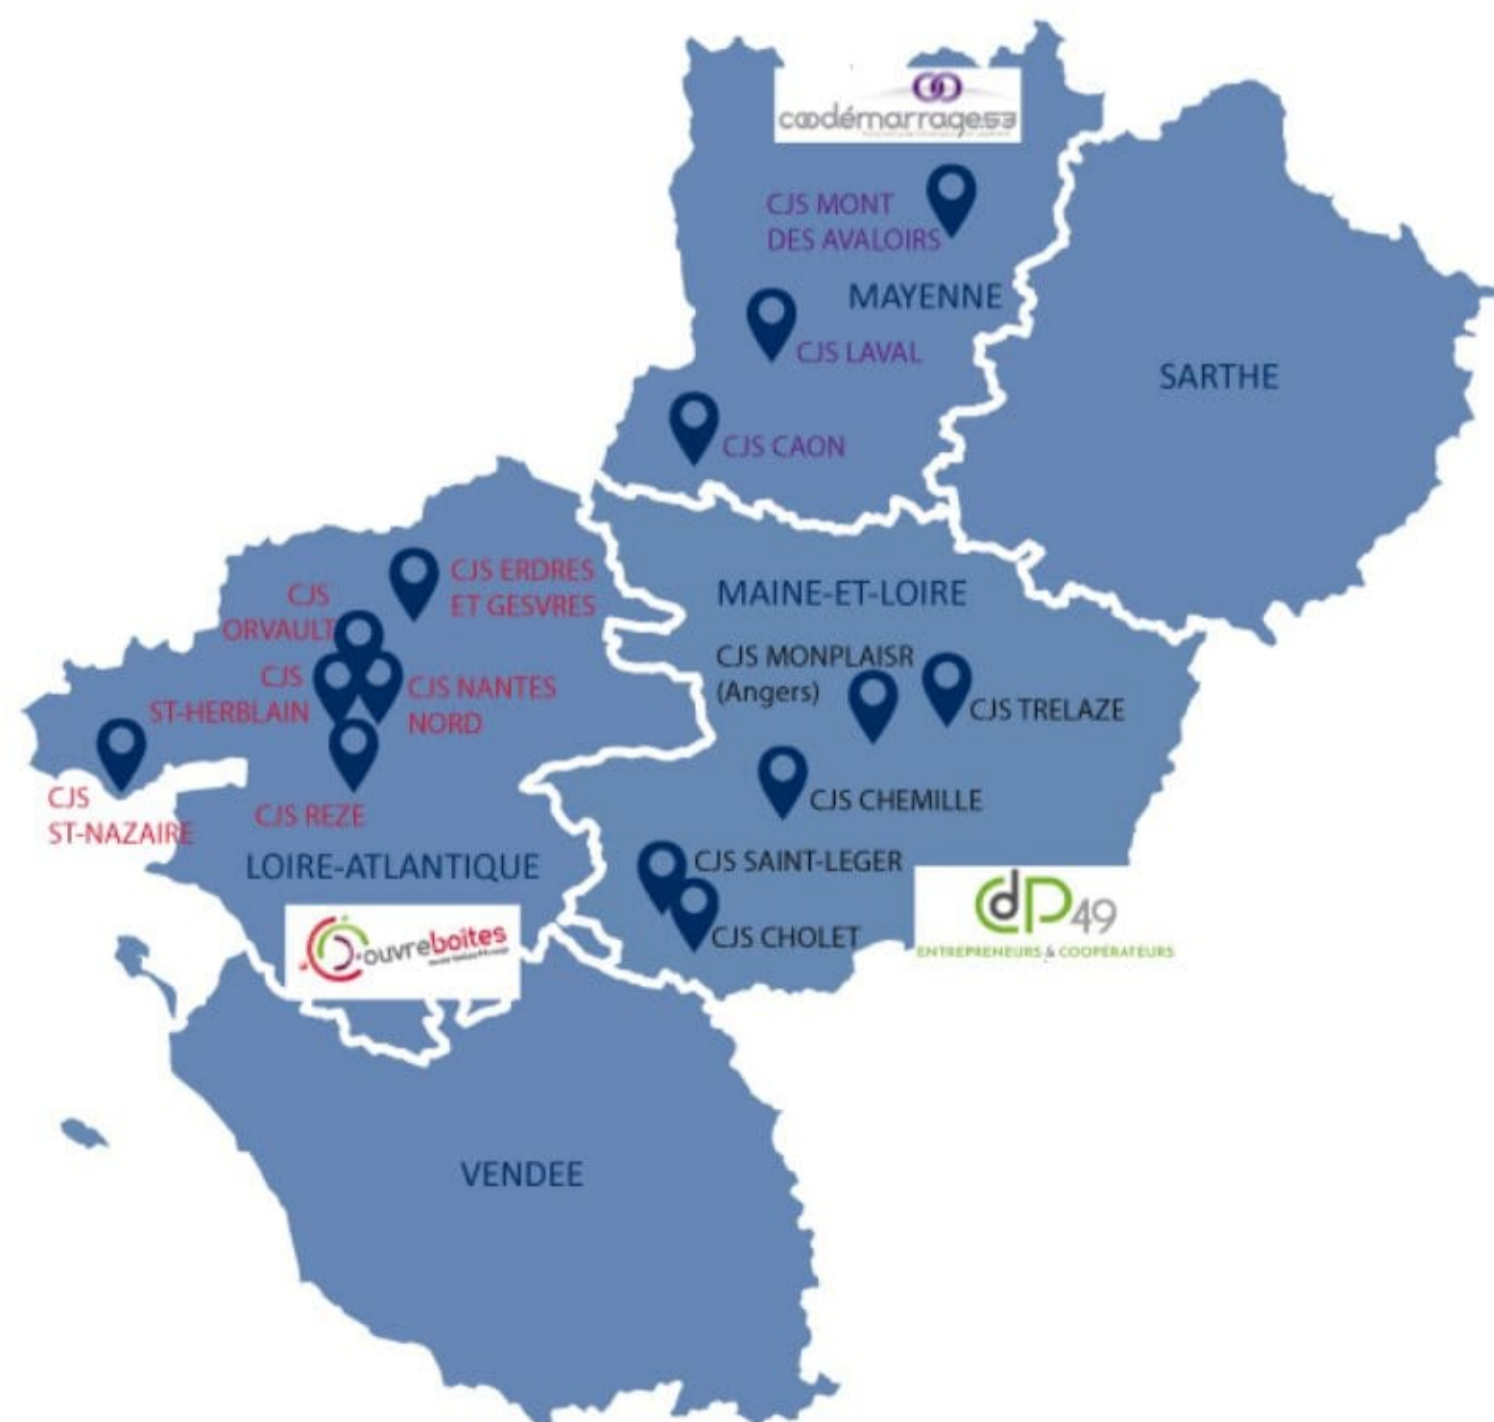 coodémarrage53
CJS MONT
DES AVALOIRS
MAYENNE
CJS LAVAL
SARTHE
CJS CAON
CJS ERDRES
ET GESVRES
CJS
ORVAULT
MAINE-ET-LOIRE
CJS MONPLAISR
(Angers)
CJS
ST-HERBLAIN
CJS NANTES
NORD
CJS TRELAZE
CJS
ST-NAZAIRE
CJS REZE
CJS CHEMILLE
LOIRE-ATLANTIQUE
CJS SAINT-LEGER
CJS CHOLET
CdP49
ENTREPRENEURS & COOPÉRATEURS
ouvreboites
VENDEE